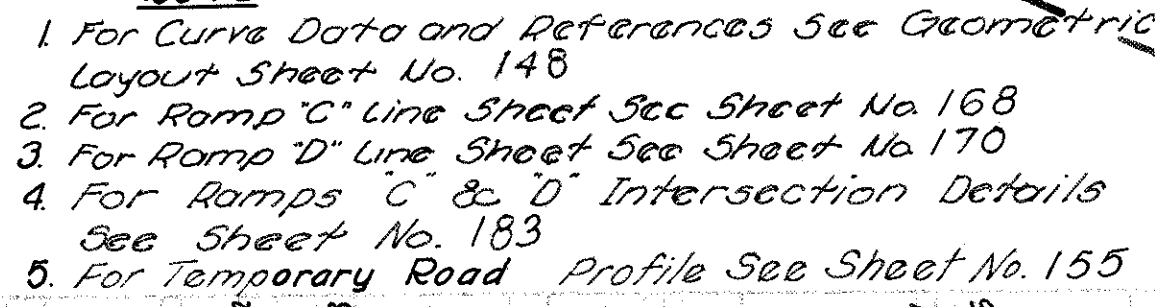 1. For Curve Data and References See Geometric
Layout Sheet No. 148
2. For Ramp "C" Line Sheet See Sheet No. 168
3. For Ramp "D" Line Sheet See Sheet No. 170
4. For Ramps "C" & "D" Intersection Details
See Sheet No. 183
5. For Temporary Road Profile See Sheet No. 155